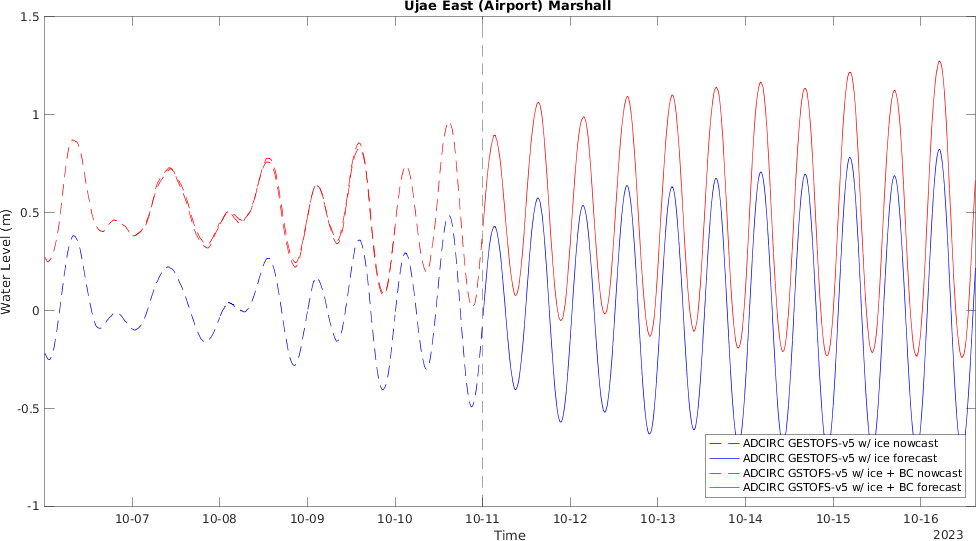 Ujae East (Airport) Marshall
1.5
1
0.5
0
-0.5
-1
Water Level (m)
ADCIRC GESTOFS-v5 w/ ice nowcast
ADCIRC GESTOFS-v5 w/ ice forecast
ADCIRC GSTOFS-v5 w/ ice + BC nowcast
ADCIRC GSTOFS-v5 w/ ice + BC forecast
10-07 10-08 10-09 10-10 10-11 10-12 10-13 10-14 10-15 10-16
Time
2023